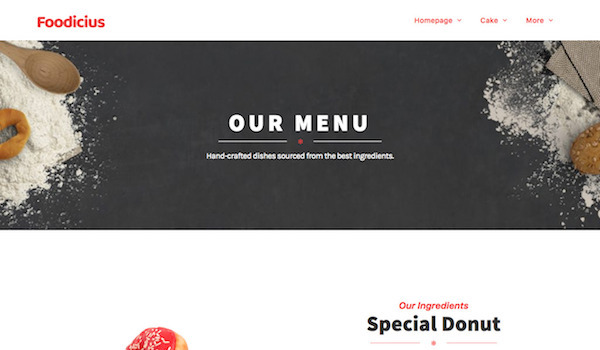 Foodicius
Homepage Cake More
OUR MENU
Hand-crafted dishes sourced from the best ingredients.
Our Ingredients
Special Donut